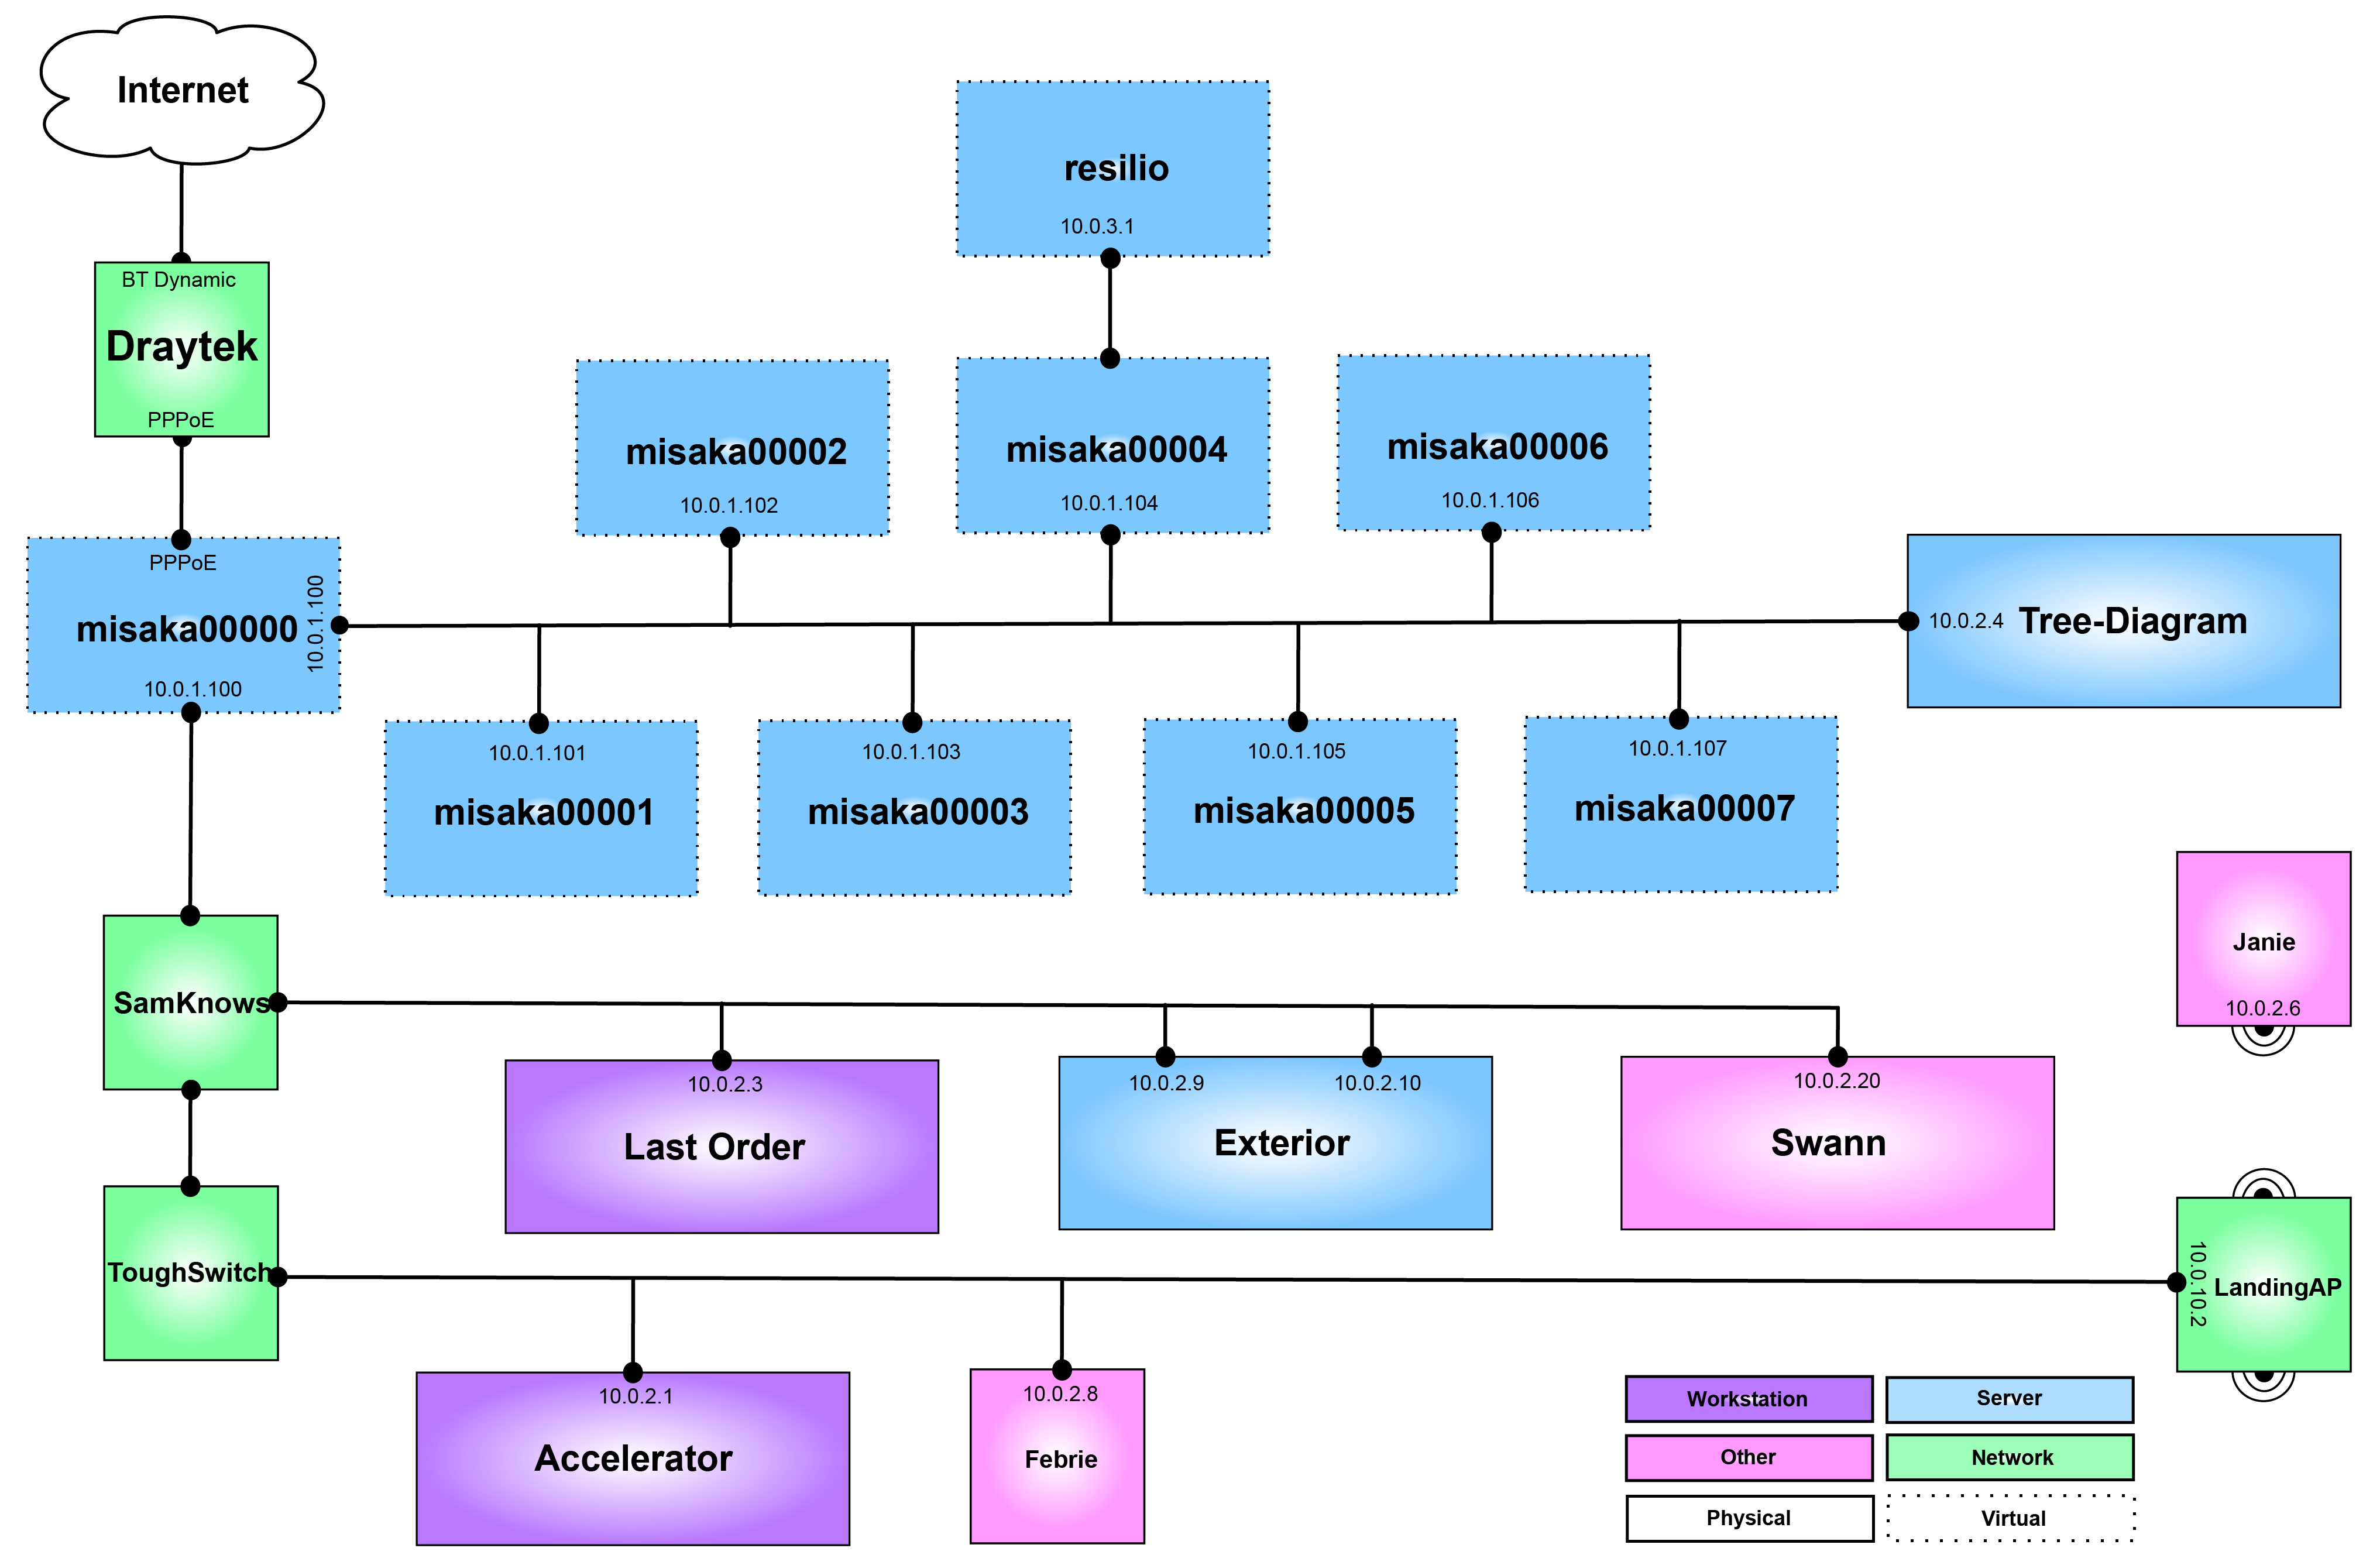 Internet
resilio
10.0.3.1
BT Dynamic
Draytek
PPPoE
misaka00002
10.0.1.102
misaka00004
10.0.1.104
misaka00006
10.0.1.106
PPPoE
misaka00000
10.0.1.100
10.0.1.100
10.0.2.4
Tree-Diagram
10.0.1.101
misaka00001
10.0.1.103
misaka00003
10.0.1.105
misaka00005
10.0.1.107
misaka00007
Janie
10.0.2.6
SamKnows
10.0.2.3
Last Order
10.0.2.9
10.0.2.10
Exterior
10.0.2.20
Swann
ToughSwitch
10.0.10.2
LandingAP
10.0.2.1
Accelerator
10.0.2.8
Febrie
Workstation
Server
Other
Network
Physical
Virtual